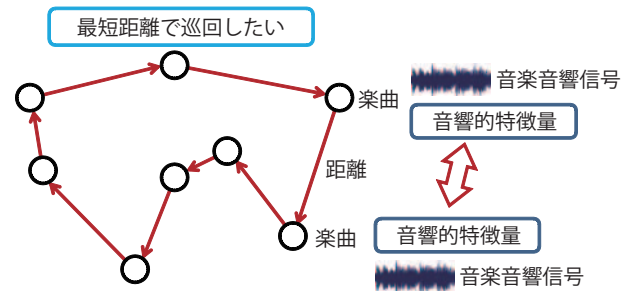 最短距離で巡回したい
音楽音響信号
楽曲
音響的特徴量
距離
楽曲
音響的特徴量
音楽音響信号